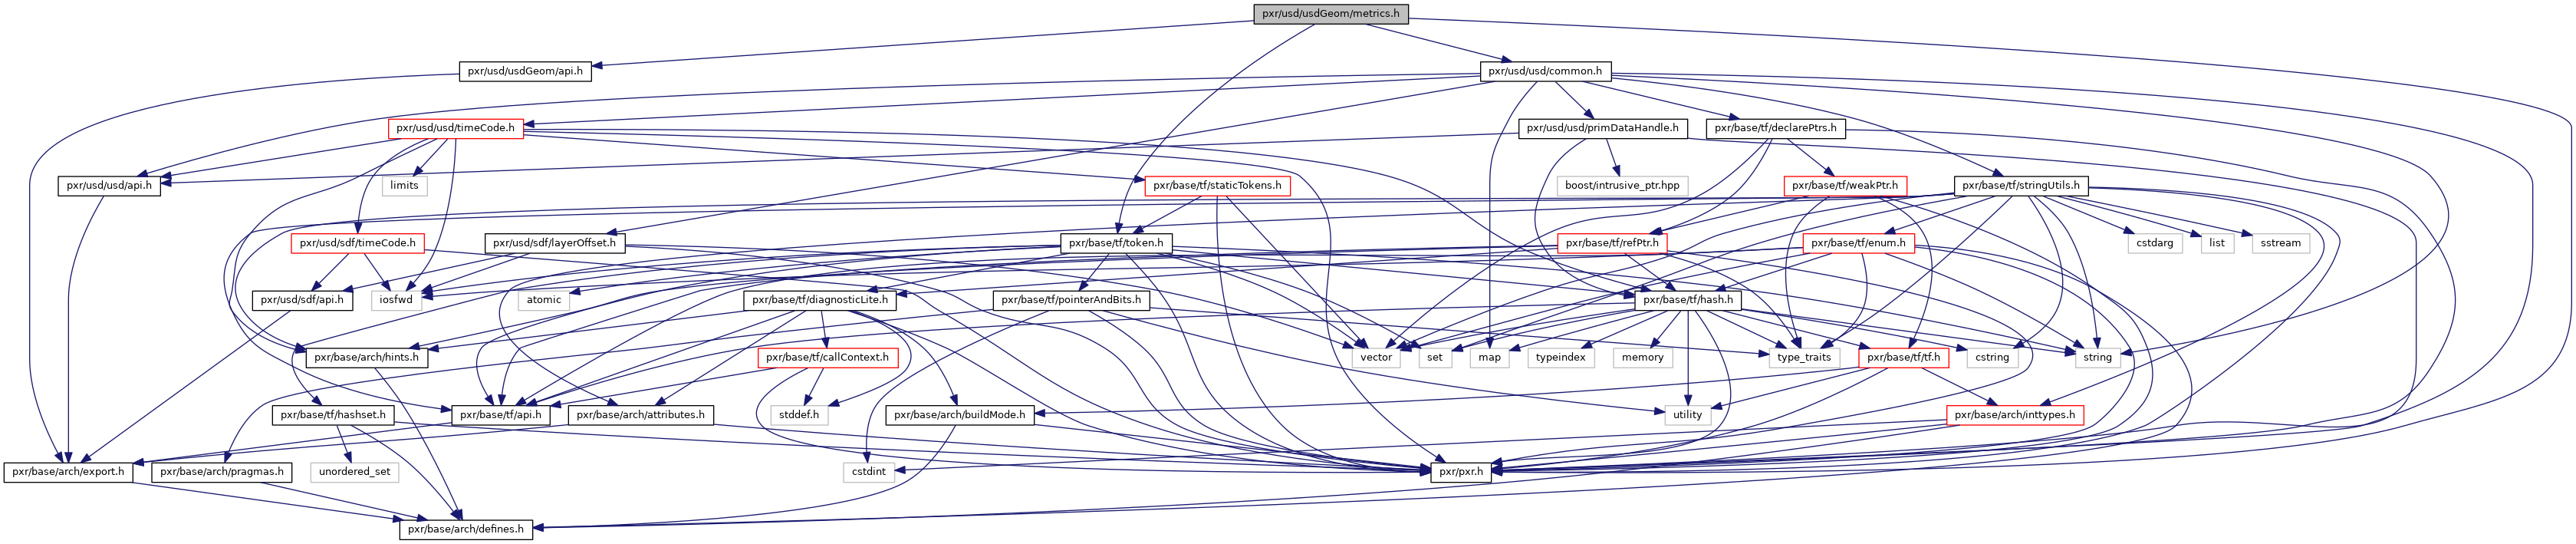 pxr/usd/usdGeom/metrics.h
pxr/usd/usdGeom/api.h
pxr/usd/usd/common.h
pxr/usd/usd/timeCode.h
pxr/usd/usd/primDataHandle.h
pxr/base/tf/declarePtrs.h
pxr/usd/usd/api.h
limits
pxr/base/tf/staticTokens.h
boost/intrusive_ptr.hpp
pxr/base/tf/weakPtr.h
pxr/base/tf/stringUtils.h
pxr/usd/sdf/timeCode.h
pxr/usd/sdf/layerOffset.h
pxr/base/tf/token.h
pxr/base/tf/refPtr.h
pxr/base/tf/enum.h
cstdarg
list
sstream
pxr/usd/sdf/api.h
iosfwd
atomic
pxr/base/tf/diagnosticLite.h
pxr/base/tf/pointerAndBits.h
pxr/base/tf/hash.h
pxr/base/arch/hints.h
pxr/base/tf/callContext.h
vector
set
map
typeindex
memory
type_traits
pxr/base/tf/tf.h
cstring
string
pxr/base/tf/hashset.h
pxr/base/tf/api.h
pxr/base/arch/attributes.h
stddef.h
pxr/base/arch/buildMode.h
utility
pxr/base/arch/inttypes.h
pxr/base/arch/export.h
pxr/base/arch/pragmas.h
unordered_set
cstdint
pxr/pxr.h
pxr/base/arch/defines.h